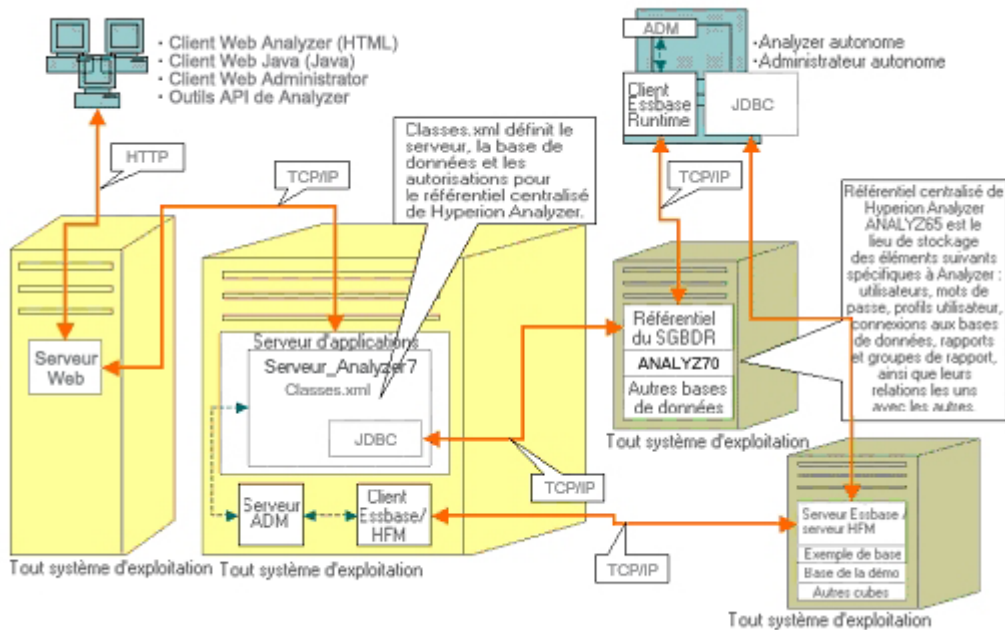 · Client Web Analyzer (HTML)
· Client Web Java (Java)
· Client Web Administrator
· Outils API de Analyzer
ADM
Client
Essbase
Runtime
JDBC
·Analyzer autonome
·Administrateur autonome
HTTP
TCP/IP
Classes.xml définit le
serveur, la base de
données et les
autorisations pour
le référentiel centralisé
de Hyperion Analyzer.
TCP/IP
Référentiel centralisé de
Hyperion Analyzer
ANALYZ65 est le
lieu de stockage
des éléments suivants
spécifiques à Analyzer :
utilisateurs, mots de
passe, profils utilisateur,
connexions aux bases
de données, rapports
et groupes de rapport,
ainsi que leurs
relations les uns
avec les autres.
Serveur
Web
Serveur d'applications
Serveur_Analyzer7
Classes.xml
JDBC
Référentiel
du SGBDR
ANALYZ70
Autres bases
de données
Tout système d'exploitation
TCP/IP
Serveur
ADM
Client
Essbase/
HFM
TCP/IP
Serveur Essbase /
serveur HFM
Exemple de base
Base de la démo
Autres cubes
Tout système d'exploitation
Tout système d'exploitation
Tout système d'exploitation